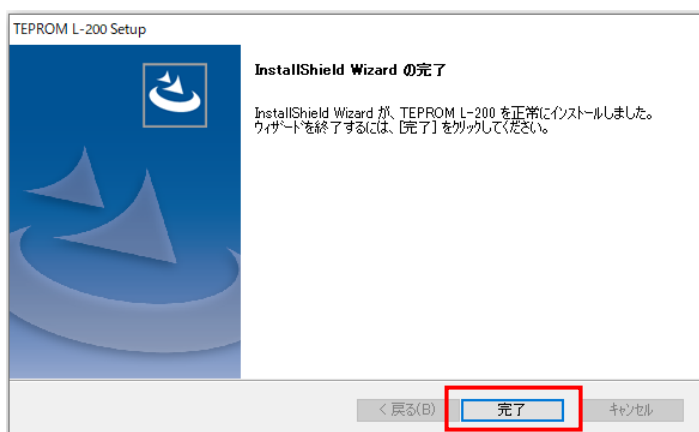 TEPROM L-200 Setup
InstallShield Wizard の完了
InstallShield Wizard が、TEPROM L-200 を正常にインストールしました。
ウィザードを終了するには、[完了] をクリックしてください。
< 戻る(B)
完了
キャンセル